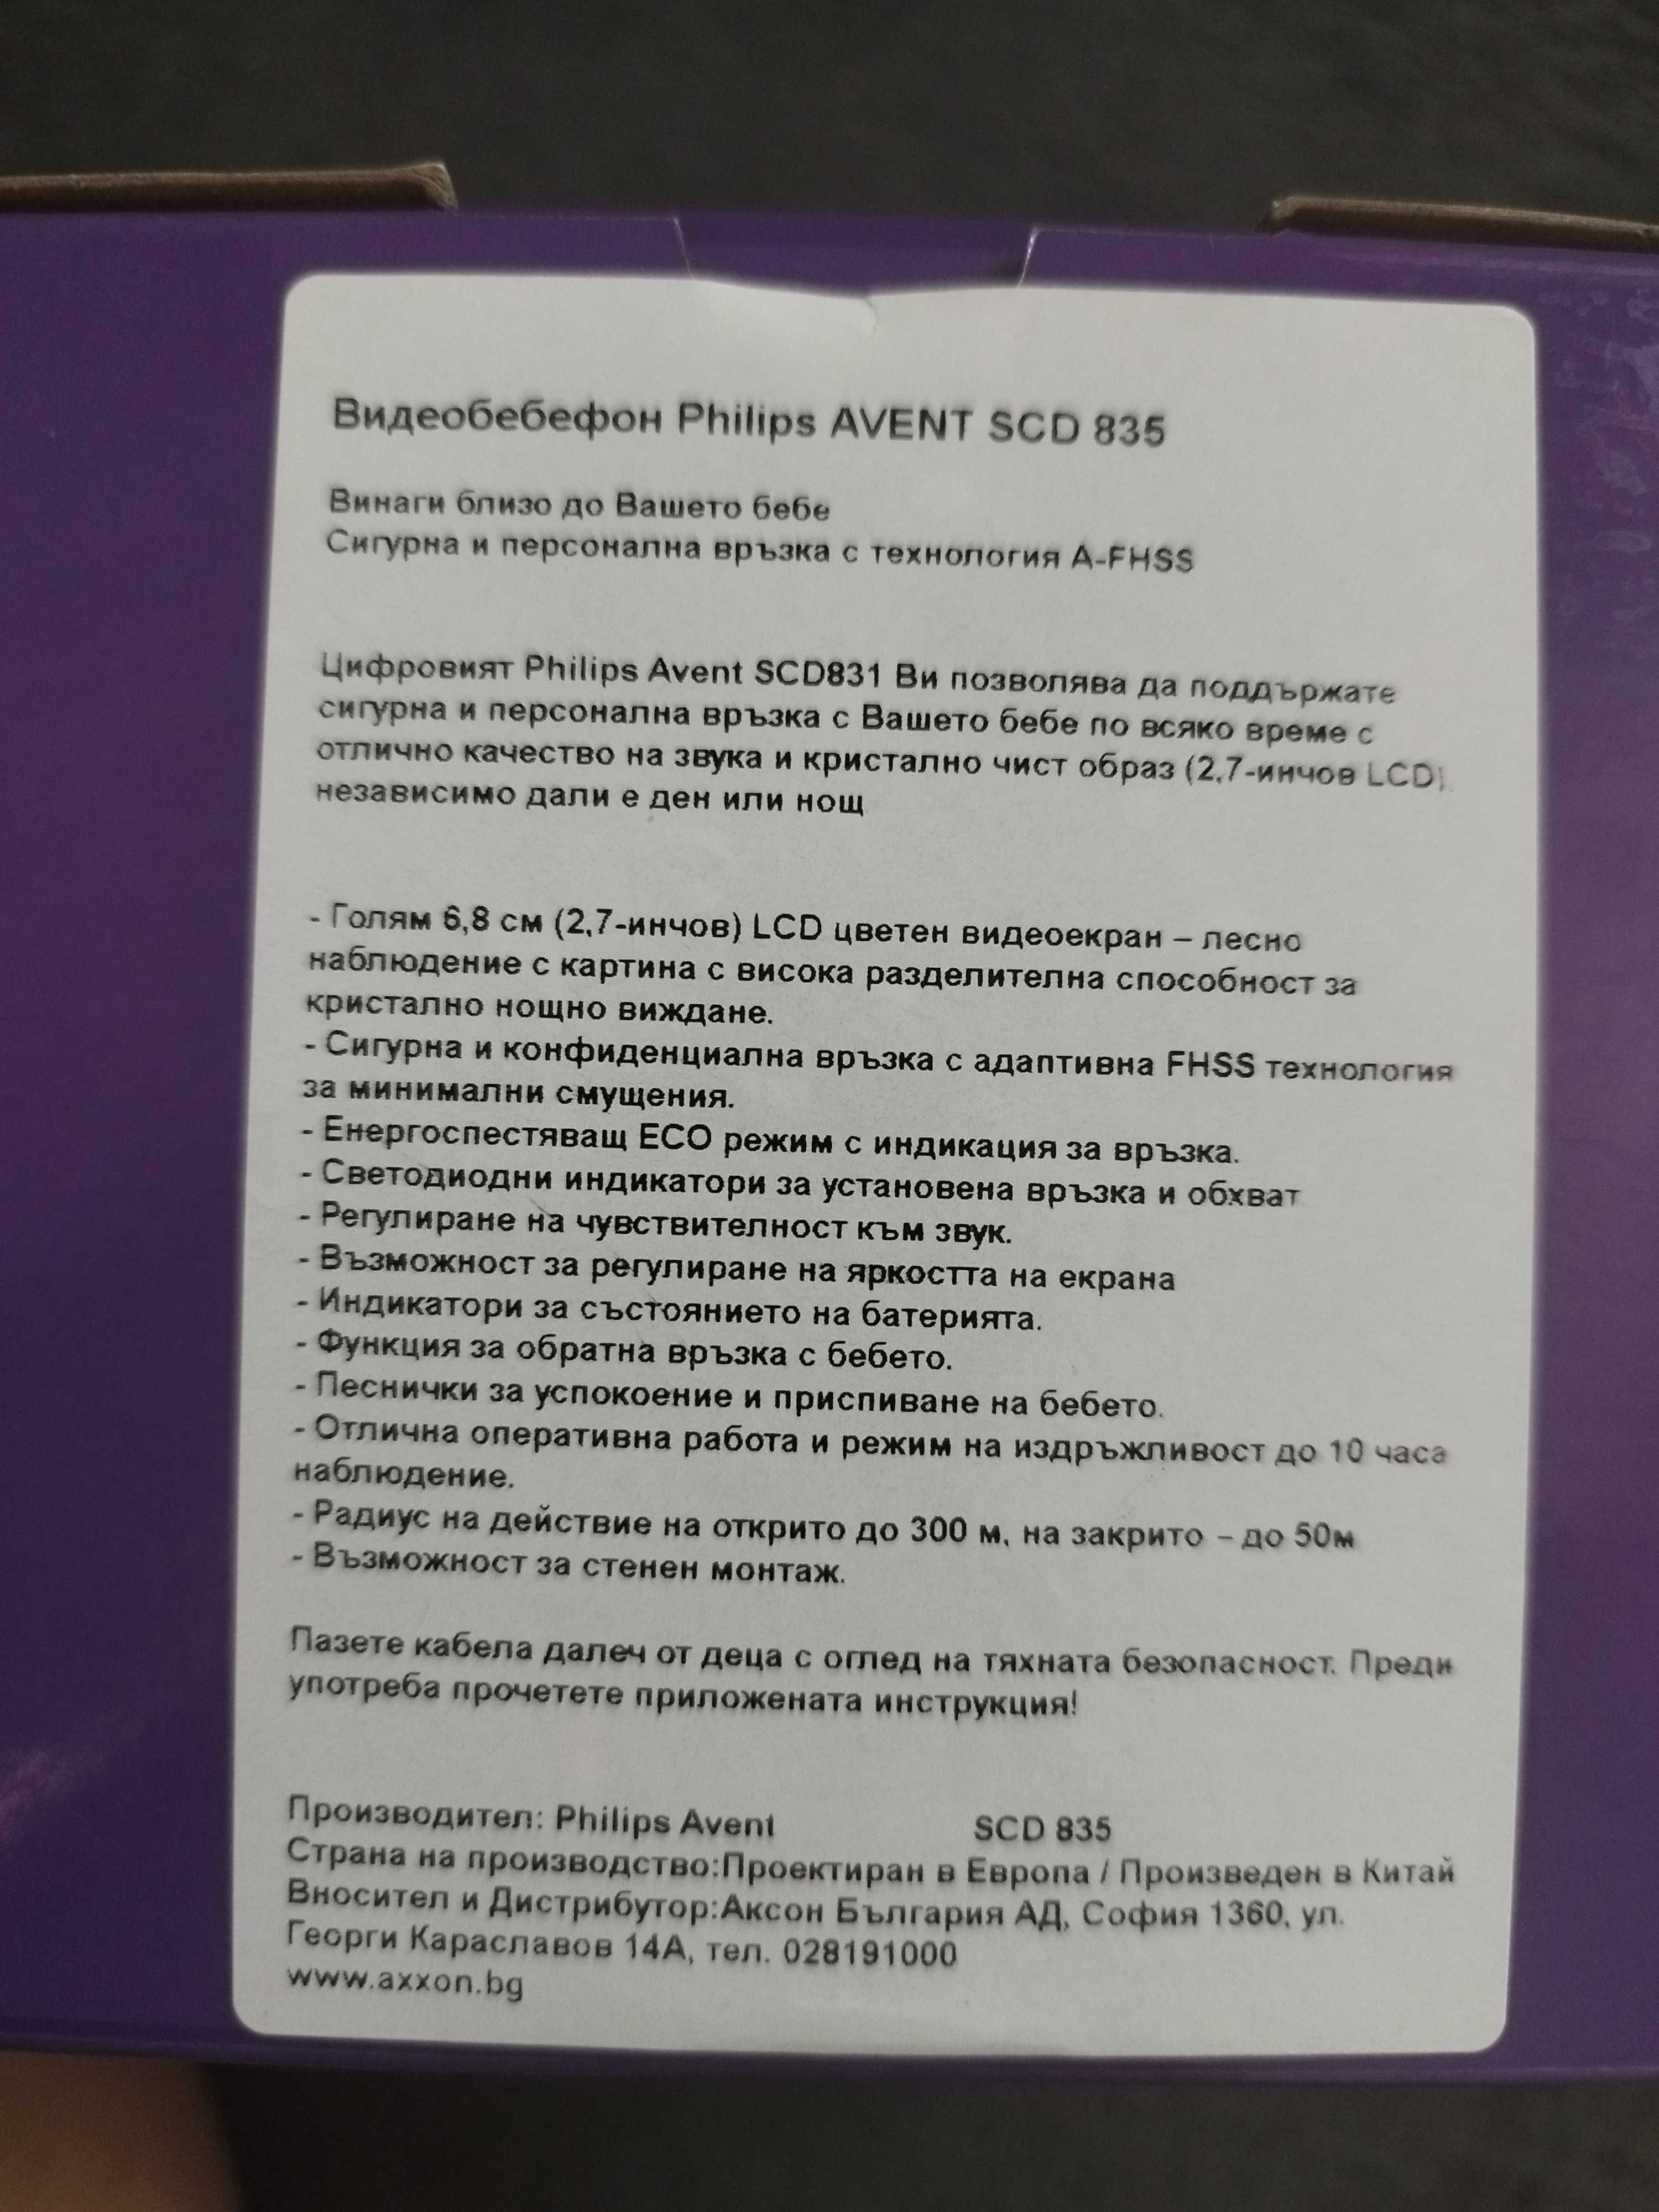 Видеобебефон Philips AVENT SCD 835
Винаги близо до Вашето бебе
Сигурна и персонална връзка с технология A-FHSS
Цифровият Philips Avent SCD831 Ви позволява да поддържате
сигурна и персонална връзка с Вашето бебе по всяко време с
отлично качество на звука и кристално чист образ (2,7-инчов LCD),
независимо дали е ден или нощ
- Голям 6,8 см (2,7-инчов) LCD цветен видеоекран – лесно
наблюдение с картина с висока разделителна способност за
кристално нощно виждане.
- Сигурна и конфиденциална връзка с адаптивна FHSS технология
за минимални смущения.
- Енергоспестяващ ECO режим с индикация за връзка.
- Светодиодни индикатори за установена връзка и обхват
- Регулиране на чувствителност към звук.
- Възможност за регулиране на яркостта на екрана
- Индикатори за състоянието на батерията.
- Функция за обратна връзка с бебето.
- Песнички за успокоение и приспиване на бебето.
- Отлична оперативна работа и режим на издръжливост до 10 часа
наблюдение.
- Радиус на действие на открито до 300 м, на закрито – до 50м
- Възможност за стенен монтаж.
Пазете кабела далеч от деца с оглед на тяхната безопасност. Преди
употреба прочетете приложената инструкция!
Производител: Philips Avent SCD 835
Страна на производство:Проектиран в Европа / Произведен в Китай
Вносител и Дистрибутор:Аксон България АД, София 1360, ул.
Георги Караславов 14А, тел. 028191000
www.axxon.bg